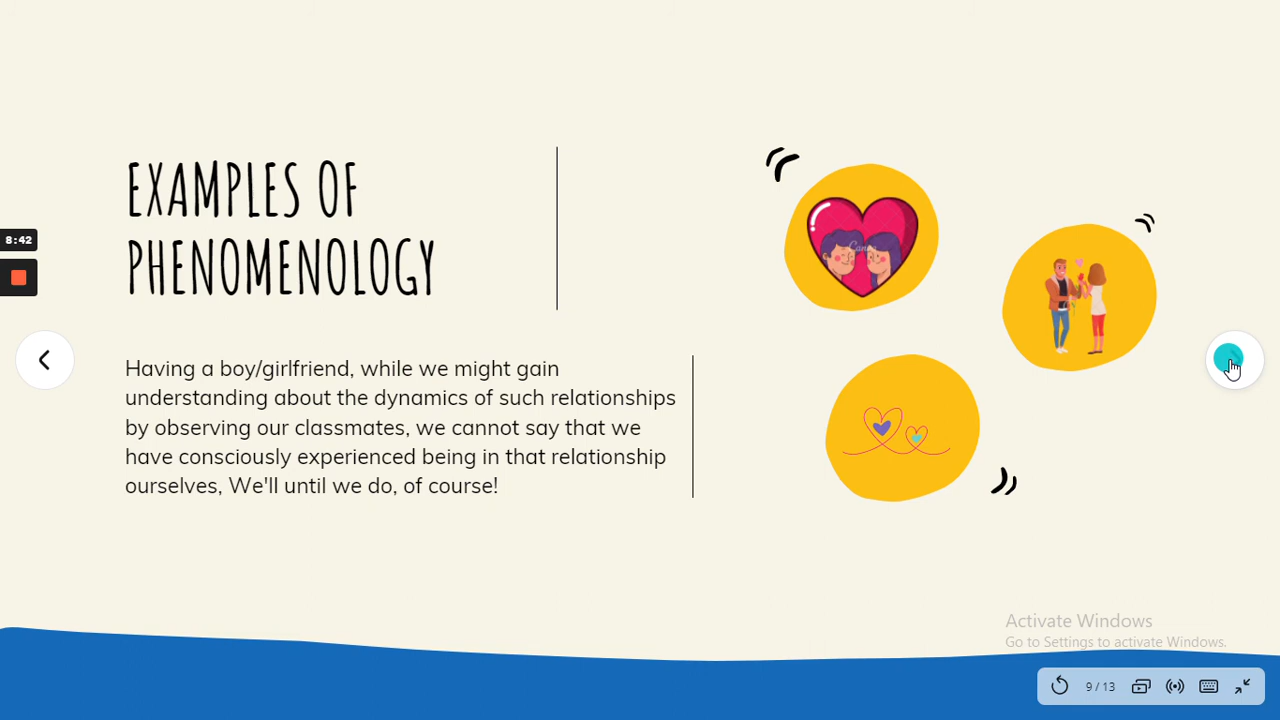 EXAMPLES OF
PHENOMENOLOGY
8:42
Having a boy/girlfriend, while we might gain
understanding about the dynamics of such relationships
by observing our classmates, we cannot say that we
have consciously experienced being in that relationship
ourselves, We'll until we do, of course!
Canva
Activate Windows
Go to Settings to activate Windows.
9 / 13